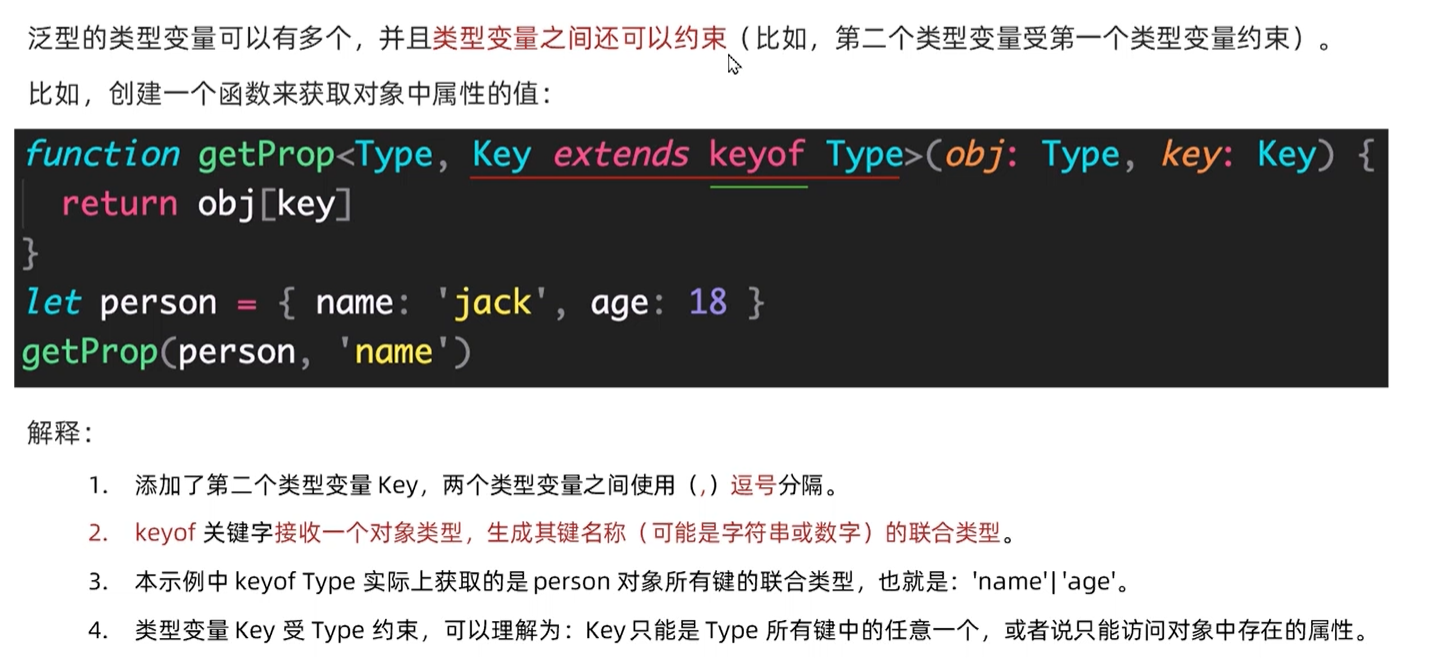 泛型的类型变量可以有多个，并且类型变量之间还可以约束（比如，第二个类型变量受第一个类型变量约束）。
比如，创建一个函数来获取对象中属性的值：
function getProp<Type, Key extends keyof Type>(obj: Type, key: Key) {
  return obj[key]
}
let person = { name: 'jack', age: 18 }
getProp(person, 'name')
解释：
1. 添加了第二个类型变量 Key，两个类型变量之间使用（,）逗号分隔。
2. keyof 关键字接收一个对象类型，生成其键名称（可能是字符串或数字）的联合类型。
3. 本示例中 keyof Type 实际上获取的是 person 对象所有键的联合类型，也就是：'name'|'age'。
4. 类型变量 Key 受 Type 约束，可以理解为：Key 只能是 Type 所有键中的任意一个，或者说只能访问对象中存在的属性。